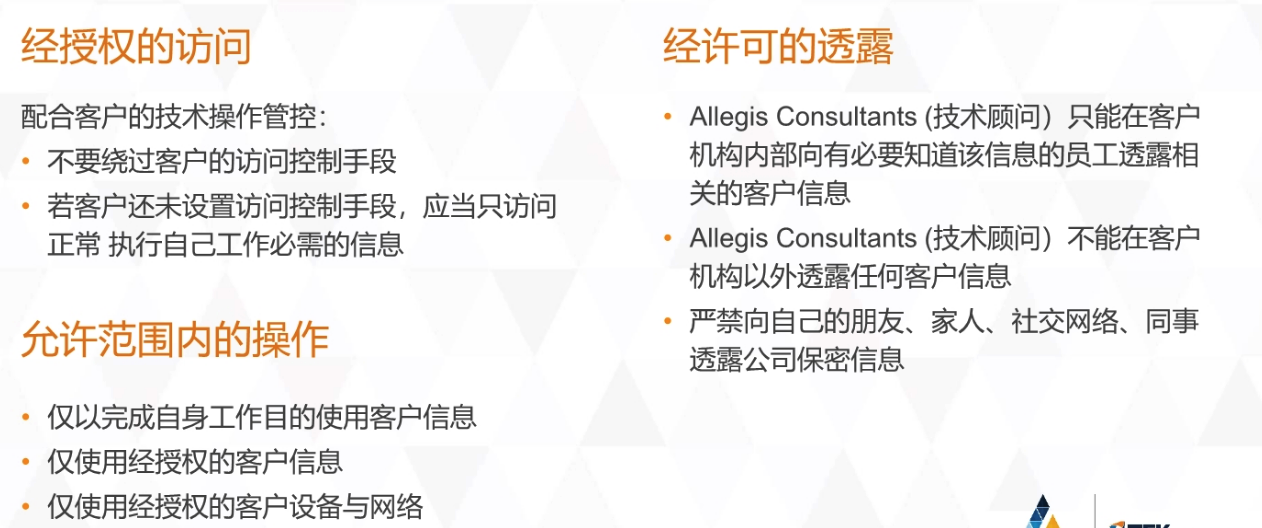 经授权的访问
配合客户的技术操作管控：
• 不要绕过客户的访问控制手段
• 若客户还未设置访问控制手段，应当只访问
正常 执行自己工作必需的信息
允许范围内的操作
• 仅以完成自身工作目的使用客户信息
• 仅使用经授权的客户信息
• 仅使用经授权的客户设备与网络
经许可的透露
• Allegis Consultants (技术顾问）只能在客户
机构内部向有必要知道该信息的员工透露相
关的客户信息
• Allegis Consultants (技术顾问）不能在客户
机构以外透露任何客户信息
• 严禁向自己的朋友、家人、社交网络、同事
透露公司保密信息